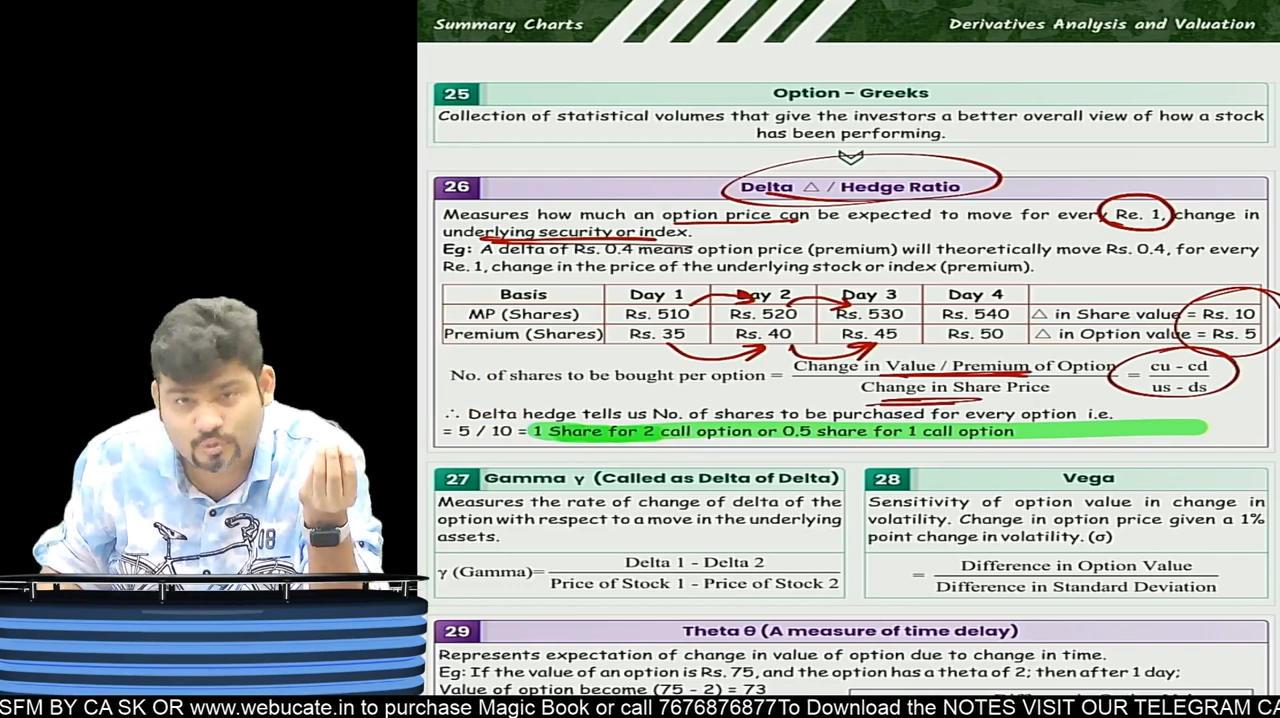 Summary Charts
Derivatives Analysis and Valuation
25 Option – Greeks
Collection of statistical volumes that give the investors a better overall view of how a stock
has been performing.
26 Delta △ / Hedge Ratio
Measures how much an option price can be expected to move for every Re. 1, change in
underlying security or index.
Eg: A delta of Rs. 0.4 means option price (premium) will theoretically move Rs. 0.4, for every
Re. 1, change in the price of the underlying stock or index (premium).
Basis Day 1 Day 2 Day 3 Day 4
MP (Shares) Rs. 510 Rs. 520 Rs. 530 Rs. 540 △ in Share value = Rs. 10
Premium (Shares) Rs. 35 Rs. 40 Rs. 45 Rs. 50 △ in Option value = Rs. 5
No. of shares to be bought per option = Change in Value / Premium of Option / Change in Share Price = cu - cd / us - ds
∴ Delta hedge tells us No. of shares to be purchased for every option i.e.
= 5 / 10 = 1 Share for 2 call option or 0.5 share for 1 call option
27 Gamma γ (Called as Delta of Delta)
Measures the rate of change of delta of the
option with respect to a move in the underlying
assets.
γ (Gamma)= Delta 1 - Delta 2 / Price of Stock 1 - Price of Stock 2
28 Vega
Sensitivity of option value in change in
volatility. Change in option price given a 1%
point change in volatility. (σ)
= Difference in Option Value / Difference in Standard Deviation
29 Theta θ (A measure of time delay)
Represents expectation of change in value of option due to change in time.
Eg: If the value of an option is Rs. 75, and the option has a theta of 2; then after 1 day;
Value of option become (75 - 2) = 73
SFM BY CA SK OR www.webucate.in to purchase Magic Book or call 7676876877To Download the NOTES VISIT OUR TELEGRAM CA